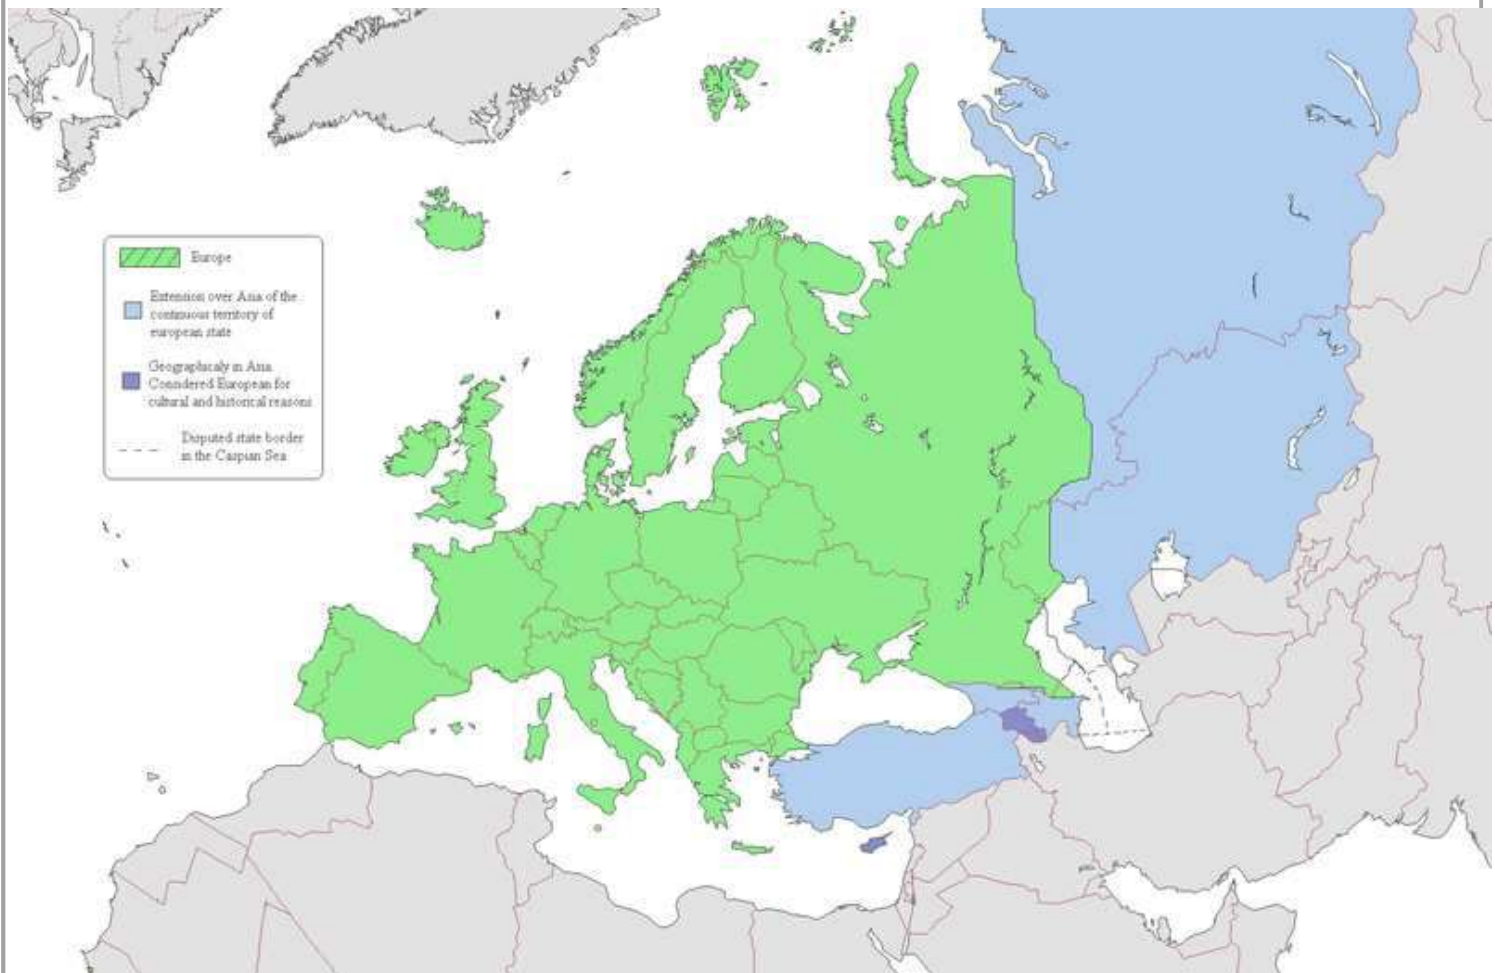 Europe
Extension over Asia of the
continuous territory of
european state
Geographicaly in Asia
Considered European for
cultural and historical reasons
Disputed state border
in the Caspian Sea